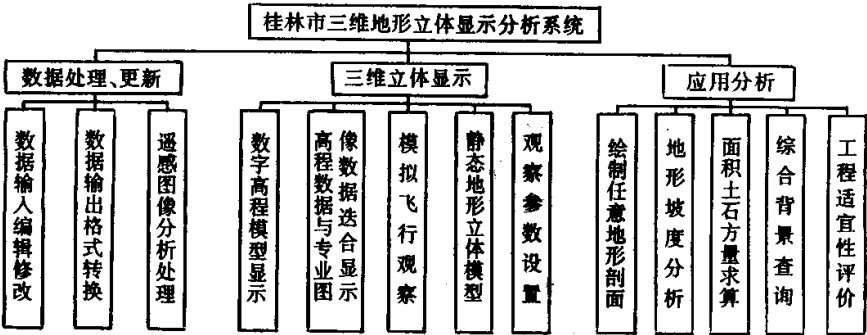 桂林市三维地形立体显示分析系统
数据处理、更新
三维立体显示
应用分析
数据输入编辑修改
数据输出格式转换
遥感图像分析处理
数字高程模型显示
高程数据与专业图
像数据迭合显示
模拟飞行观察
静态地形立体模型
观察参数设置
绘制任意地形剖面
地形坡度分析
面积土石方量求算
综合背景查询
工程适宜性评价